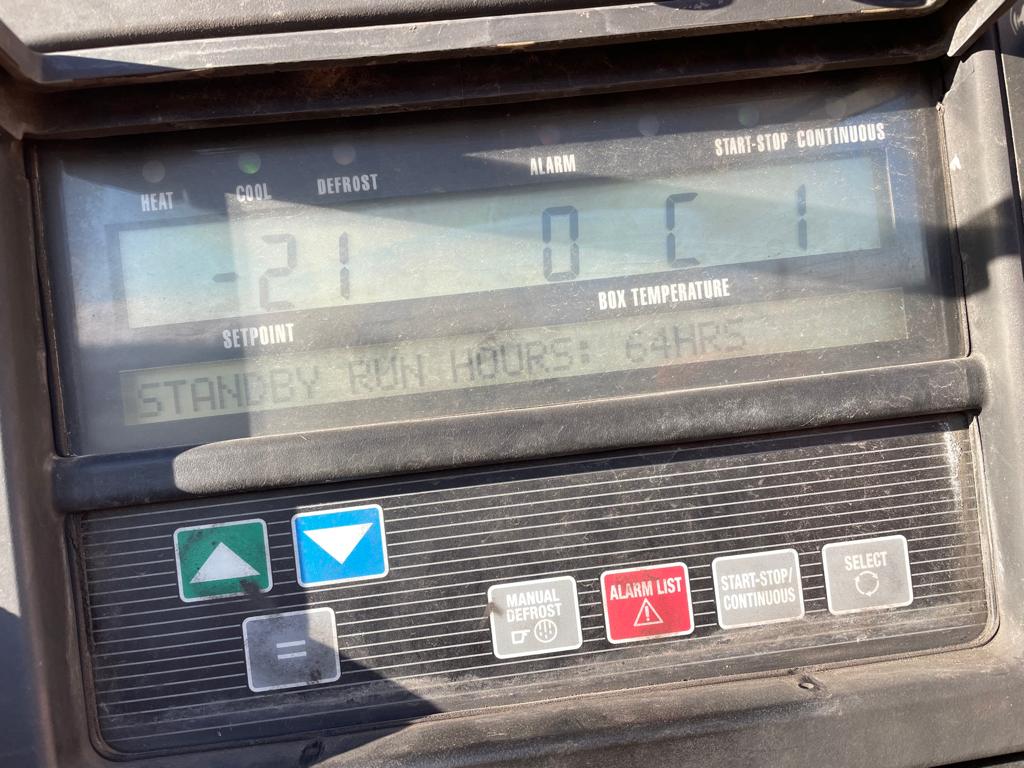 HEAT COOL DEFROST ALARM START-STOP CONTINUOUS
-21 0 C 1
SETPOINT BOX TEMPERATURE
STANDBY RUN HOURS: 64HRS
MANUAL DEFROST
ALARM LIST
START-STOP/
CONTINUOUS
SELECT
=